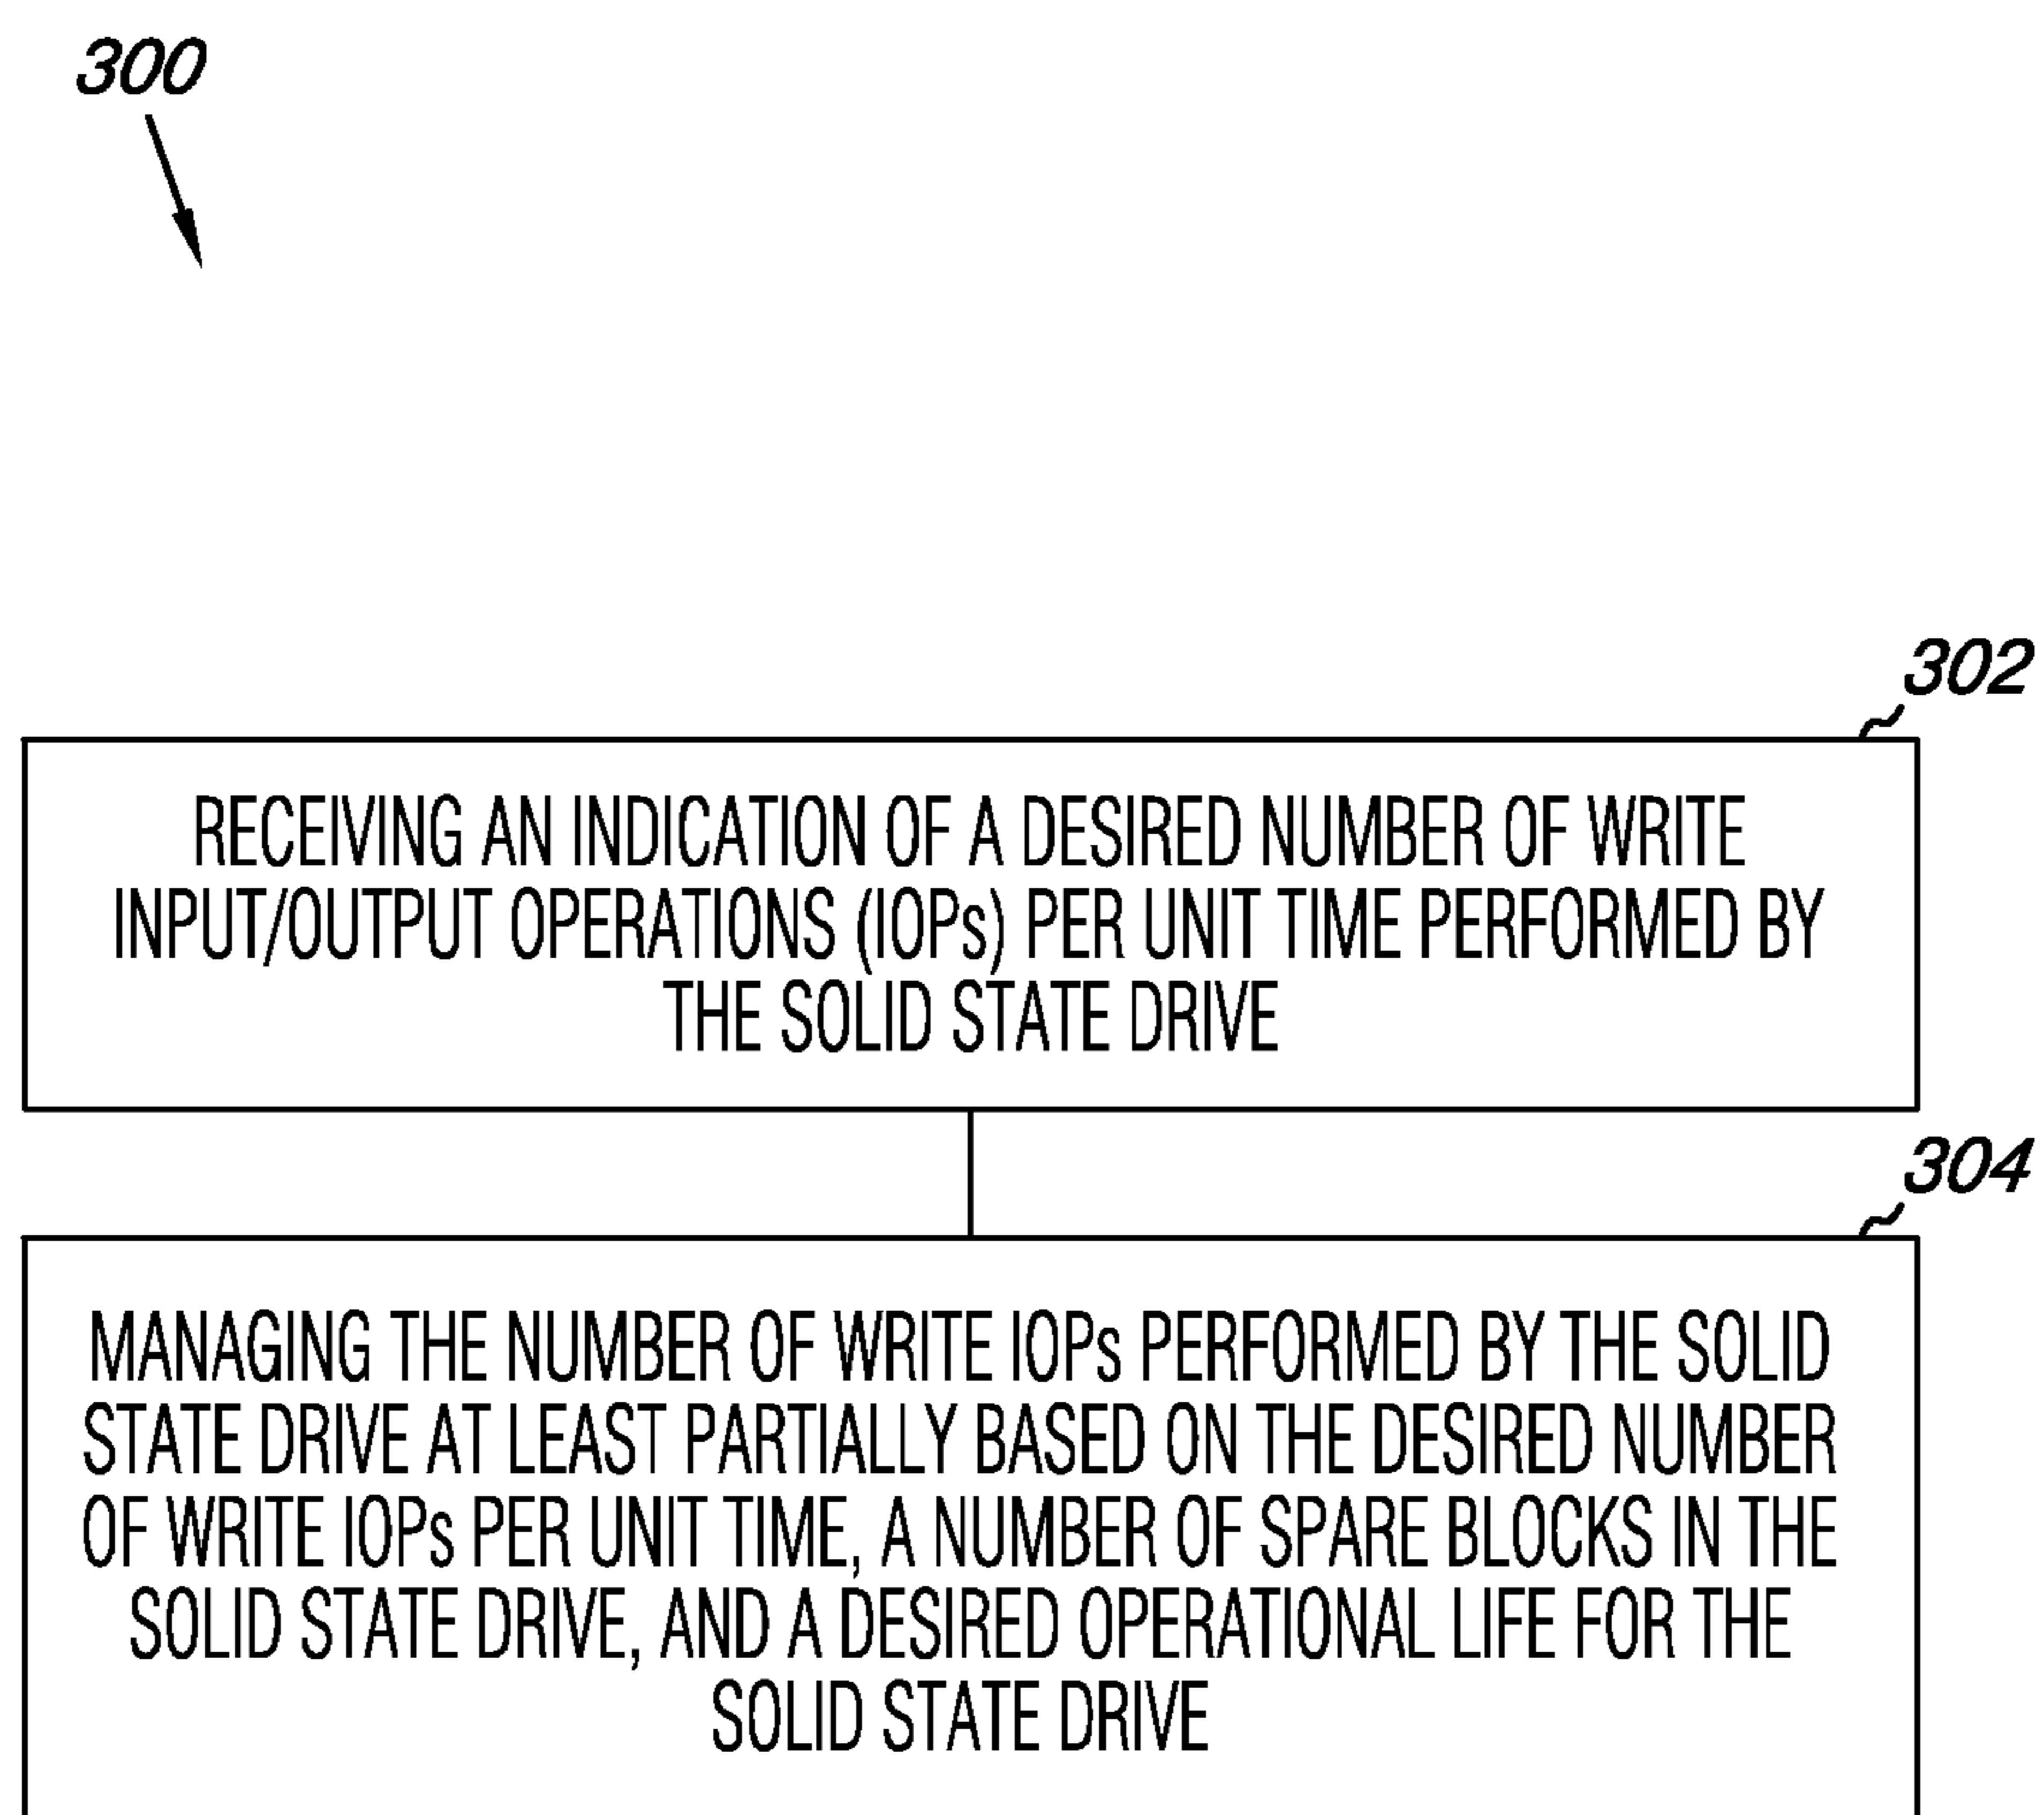 300
302
RECEIVING AN INDICATION OF A DESIRED NUMBER OF WRITE
INPUT/OUTPUT OPERATIONS (IOPs) PER UNIT TIME PERFORMED BY
THE SOLID STATE DRIVE
304
MANAGING THE NUMBER OF WRITE IOPs PERFORMED BY THE SOLID
STATE DRIVE AT LEAST PARTIALLY BASED ON THE DESIRED NUMBER
OF WRITE IOPs PER UNIT TIME, A NUMBER OF SPARE BLOCKS IN THE
SOLID STATE DRIVE, AND A DESIRED OPERATIONAL LIFE FOR THE
SOLID STATE DRIVE